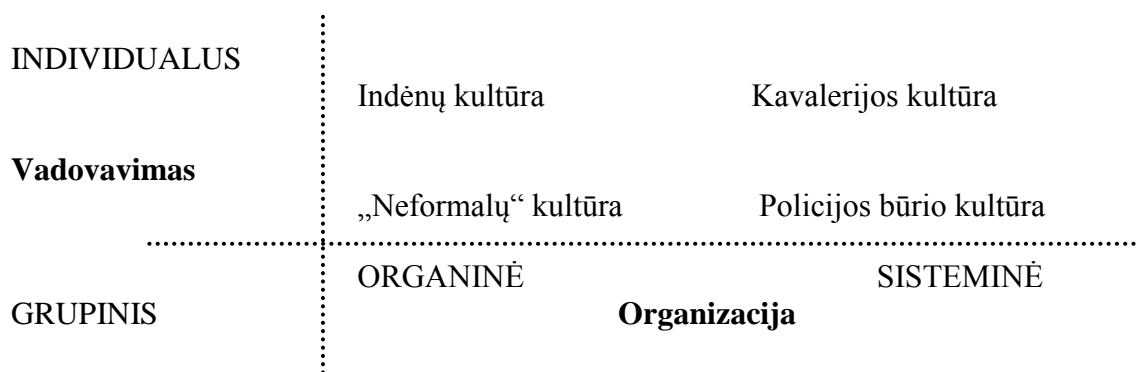 INDIVIDUALUS
Indėnų kultūra Kavalerijos kultūra
Vadovavimas
„Neformalų“ kultūra Policijos būrio kultūra
ORGANINĖ SISTEMINĖ
GRUPINIS Organizacija